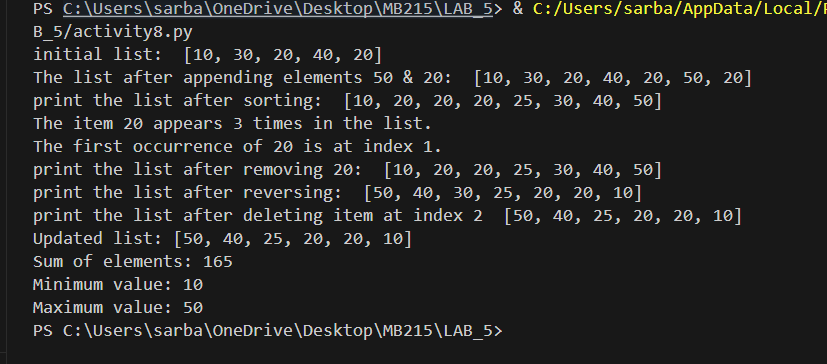 PS C:\Users\sarba\OneDrive\Desktop\MB215\LAB_5> & C:/Users/sarba/AppData/Local/
B_5/activity8.py
initial list:  [10, 30, 20, 40, 20]
The list after appending elements 50 & 20:  [10, 30, 20, 40, 20, 50, 20]
print the list after sorting:  [10, 20, 20, 20, 25, 30, 40, 50]
The item 20 appears 3 times in the list.
The first occurrence of 20 is at index 1.
print the list after removing 20:  [10, 20, 20, 25, 30, 40, 50]
print the list after reversing:  [50, 40, 30, 25, 20, 20, 10]
print the list after deleting item at index 2  [50, 40, 25, 20, 20, 10]
Updated list: [50, 40, 25, 20, 20, 10]
Sum of elements: 165
Minimum value: 10
Maximum value: 50
PS C:\Users\sarba\OneDrive\Desktop\MB215\LAB_5>